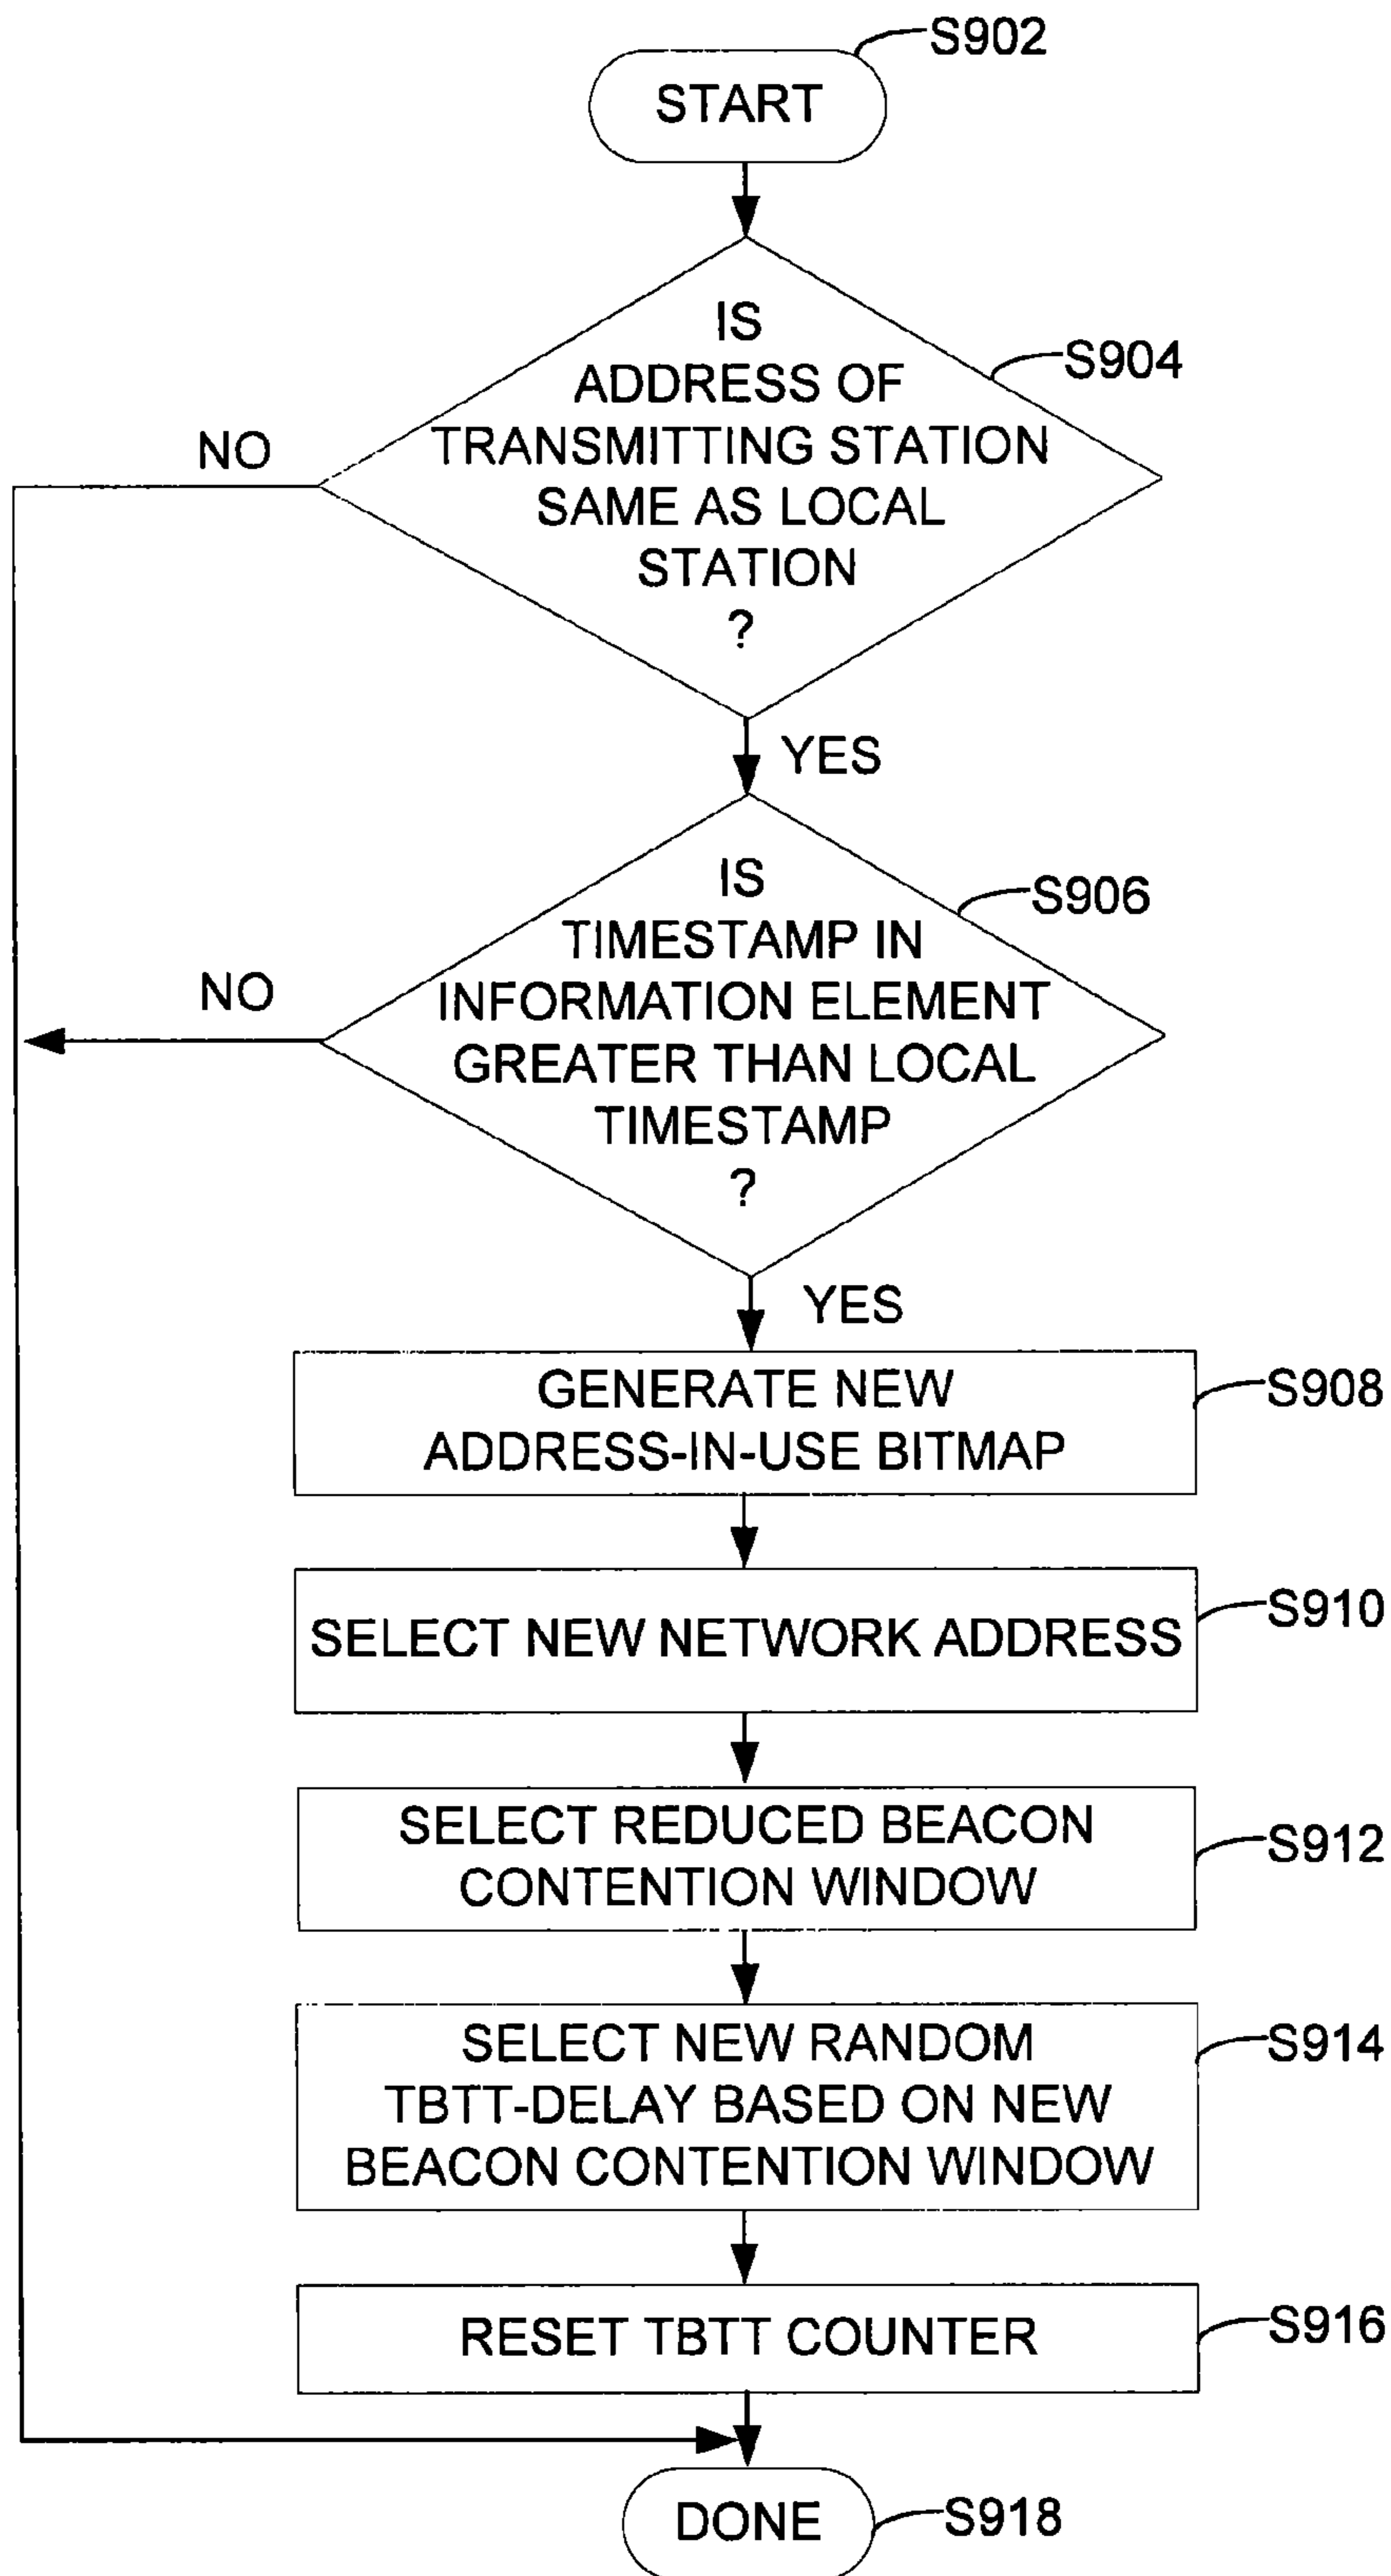 S902
START
IS
ADDRESS OF
TRANSMITTING STATION
SAME AS LOCAL
STATION
?
S904
NO
YES
IS
TIMESTAMP IN
INFORMATION ELEMENT
GREATER THAN LOCAL
TIMESTAMP
?
S906
NO
YES
GENERATE NEW
ADDRESS-IN-USE BITMAP
S908
SELECT NEW NETWORK ADDRESS
S910
SELECT REDUCED BEACON
CONTENTION WINDOW
S912
SELECT NEW RANDOM
TBTT-DELAY BASED ON NEW
BEACON CONTENTION WINDOW
S914
RESET TBTT COUNTER
S916
DONE
S918